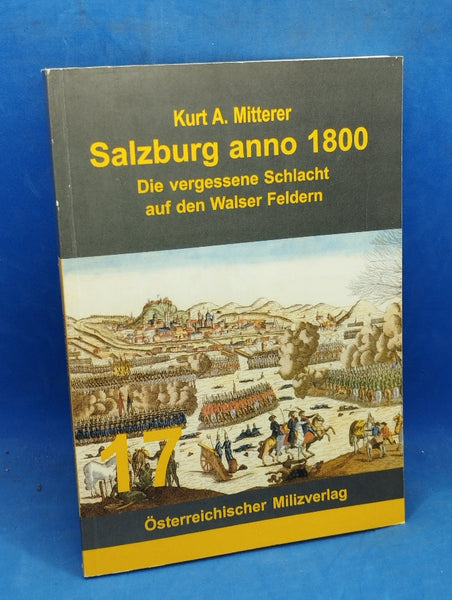 Kurt A. Mitterer
Salzburg anno 1800
Die vergessene Schlacht
auf den Walser Feldern
17
Österreichischer Milizverlag